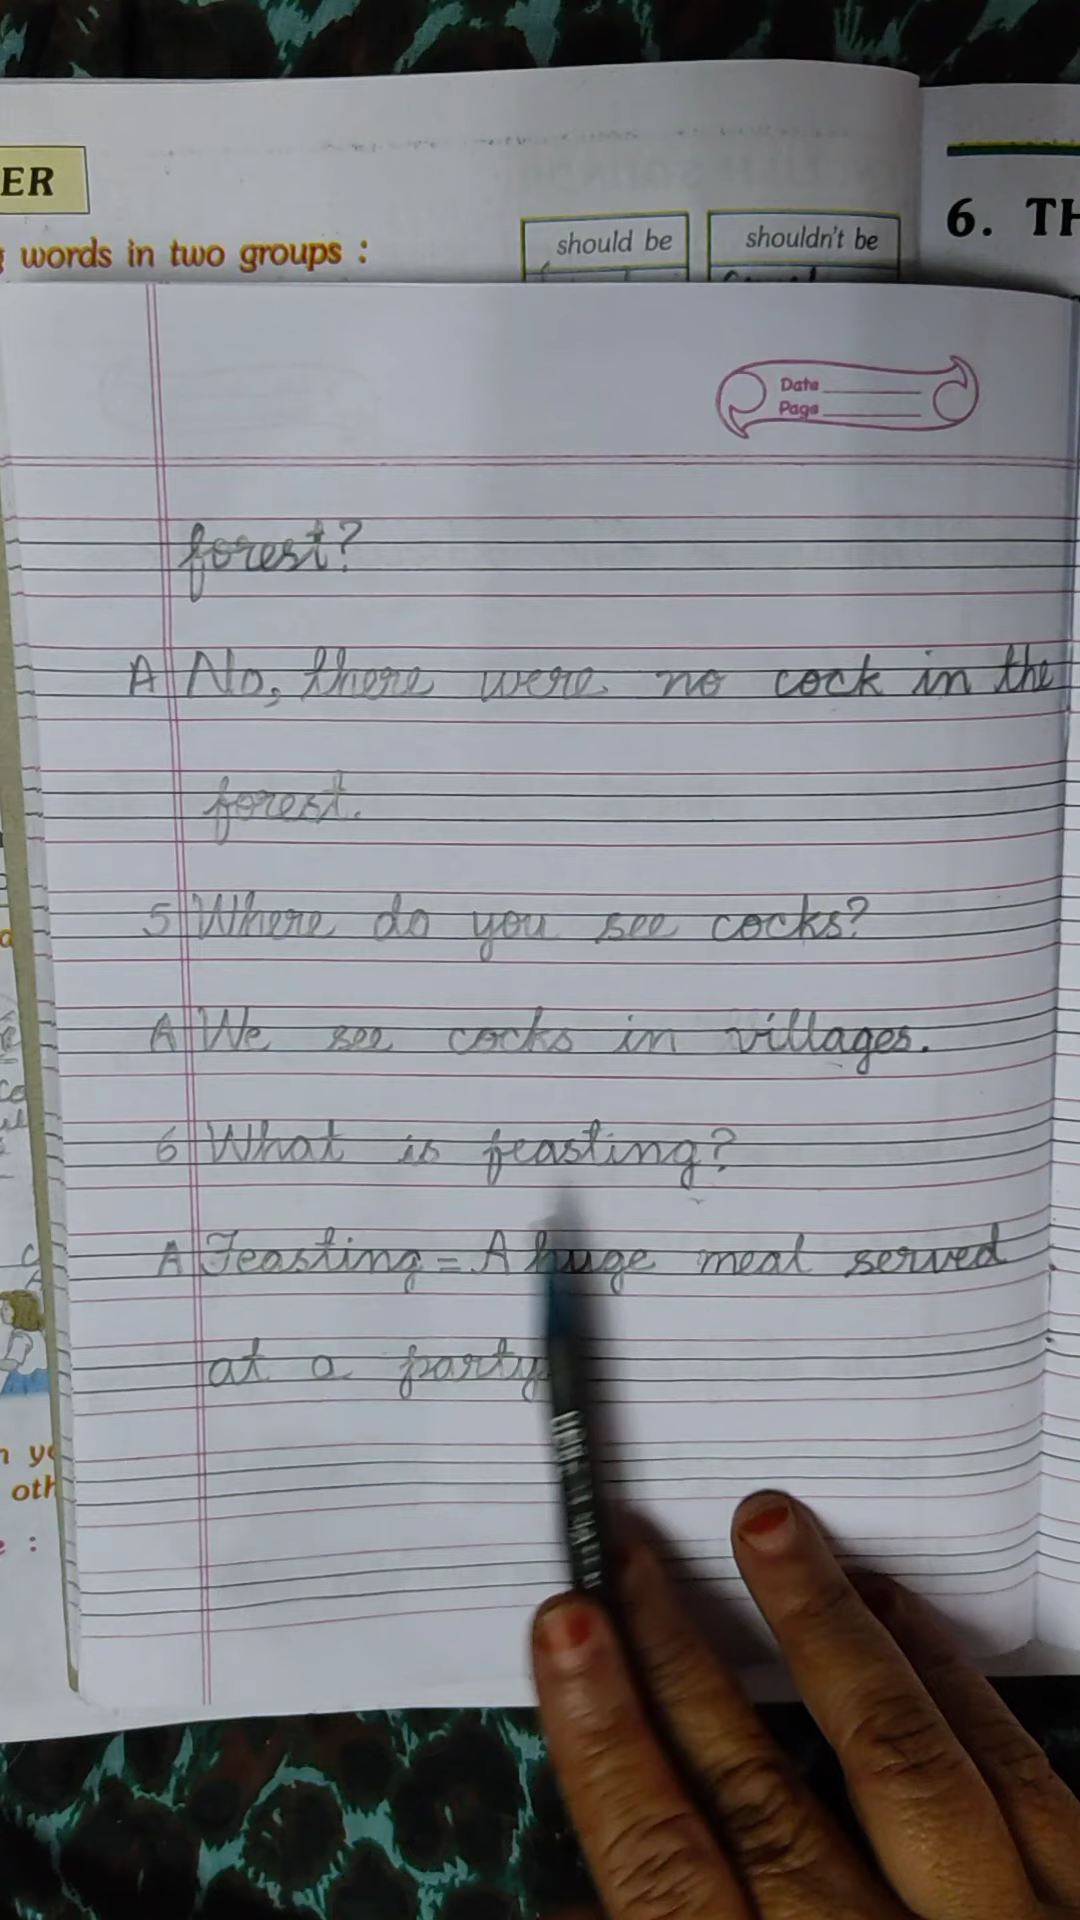 ER
words in two groups :
should be
shouldn't be
6. TH
Date
Page
forest?
A No, there were no cock in the
forest.
5 Where do you see cocks?
A We see cocks in villages.
6 What is feasting?
A Feasting = A huge meal served
at a party
oth